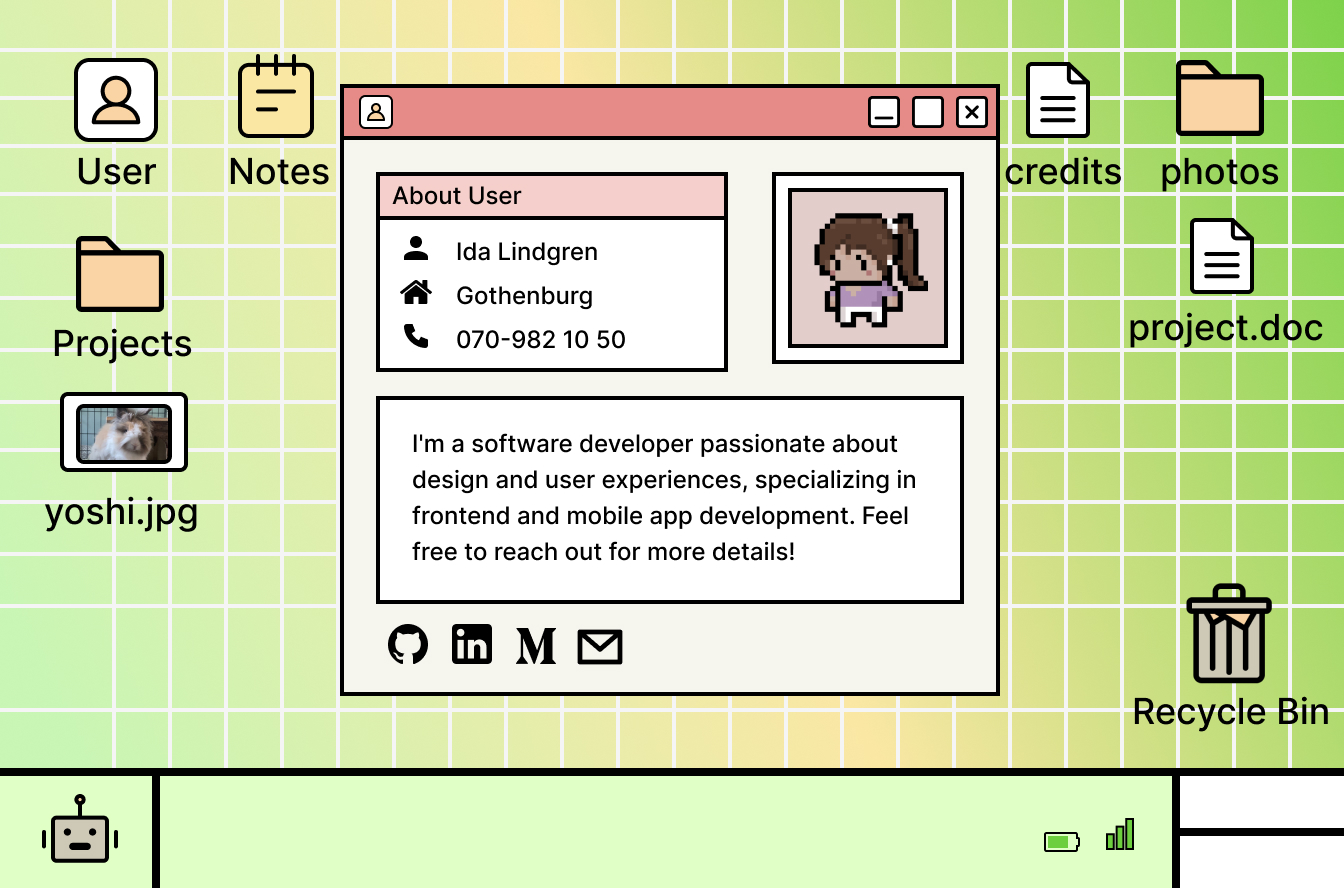 User
Notes
credits
photos
About User
Ida Lindgren
Gothenburg
070-982 10 50
Projects
project.doc
yoshi.jpg
I'm a software developer passionate about
design and user experiences, specializing in
frontend and mobile app development. Feel
free to reach out for more details!
in
M
Recycle Bin